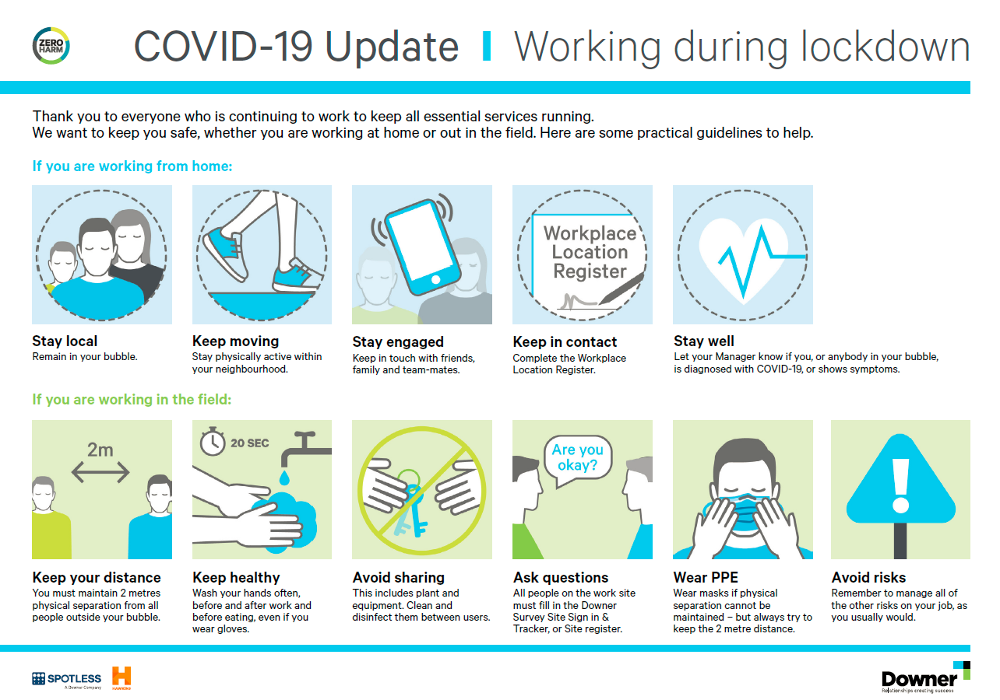 ZERO
HARM
COVID-19 Update | Working during lockdown
Thank you to everyone who is continuing to work to keep all essential services running.
We want to keep you safe, whether you are working at home or out in the field. Here are some practical guidelines to help.
If you are working from home:
Workplace
Location
Register
Stay local
Remain in your bubble.
Keep moving
Stay physically active within
your neighbourhood.
Stay engaged
Keep in touch with friends,
family and team-mates.
Keep in contact
Complete the Workplace
Location Register.
Stay well
Let your Manager know if you, or anybody in your bubble,
is diagnosed with COVID-19, or shows symptoms.
If you are working in the field:
2m
20 SEC
Are you
okay?
Keep your distance
You must maintain 2 metres
physical separation from all
people outside your bubble.
Keep healthy
Wash your hands often,
before and after work and
before eating, even if you
wear gloves.
Avoid sharing
This includes plant and
equipment. Clean and
disinfect them between users.
Ask questions
All people on the work site
must fill in the Downer
Survey Site Sign in &
Tracker, or Site register.
Wear PPE
Wear masks if physical
separation cannot be
maintained – but always try to
keep the 2 metre distance.
Avoid risks
Remember to manage all of
the other risks on your job, as
you usually would.
SPOTLESS
A Downer Company
HAWKINS
Downer
Relationships creating success